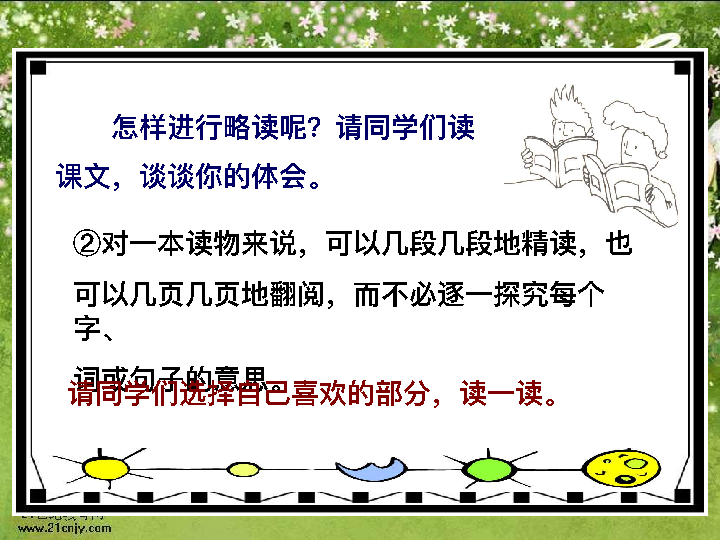 怎样进行略读呢？请同学们读
课文，谈谈你的体会。
②对一本读物来说，可以几段几段地精读，也
可以几页几页地翻阅，而不必逐一探究每个
字、
词或句子的意思。
请同学们选择自己喜欢的部分，读一读。
www.21cnjy.com